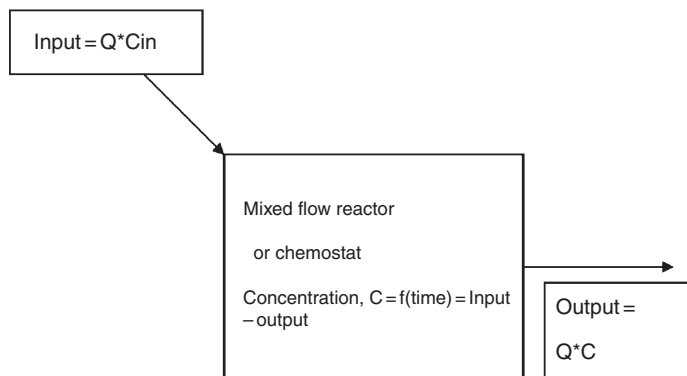 Input = Q*Cin
Mixed flow reactor
or chemostat
Concentration, C = f(time) = Input
– output
Output =
Q*C